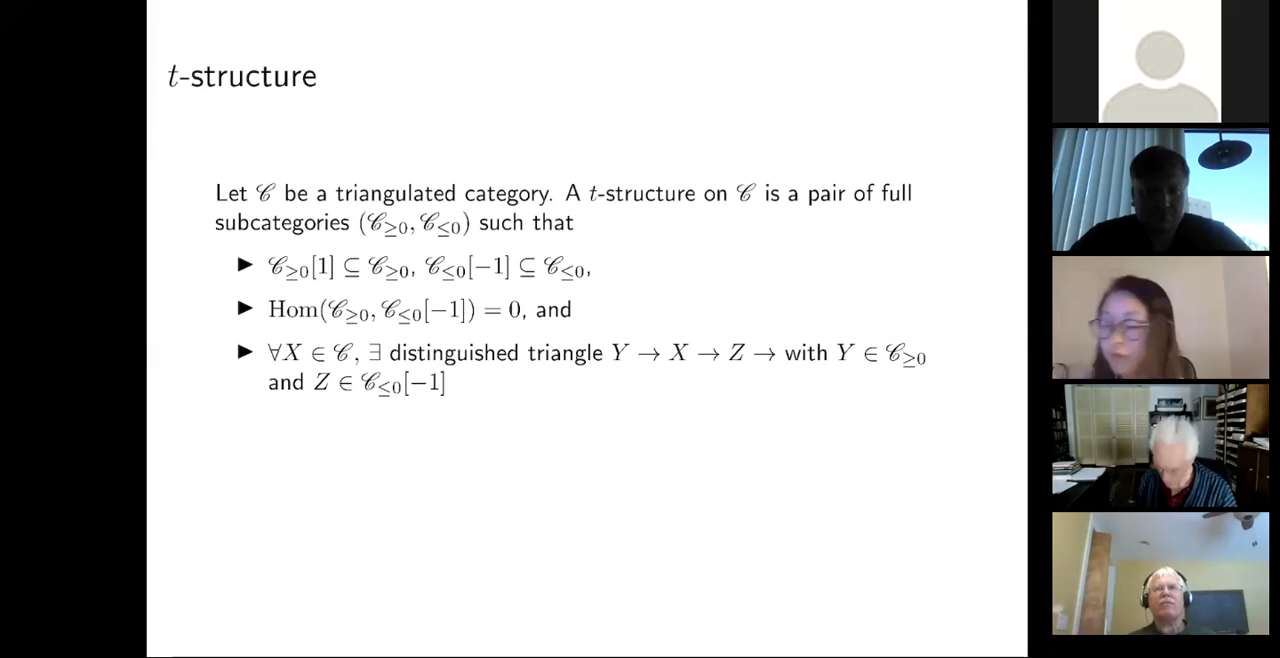 t-structure
Let 𝒞 be a triangulated category. A t-structure on 𝒞 is a pair of full
subcategories (𝒞≥0, 𝒞≤0) such that
▶ 𝒞≥0[1] ⊆ 𝒞≥0, 𝒞≤0[−1] ⊆ 𝒞≤0,
▶ Hom(𝒞≥0, 𝒞≤0[−1]) = 0, and
▶ ∀X ∈ 𝒞, ∃ distinguished triangle Y → X → Z → with Y ∈ 𝒞≥0
and Z ∈ 𝒞≤0[−1]